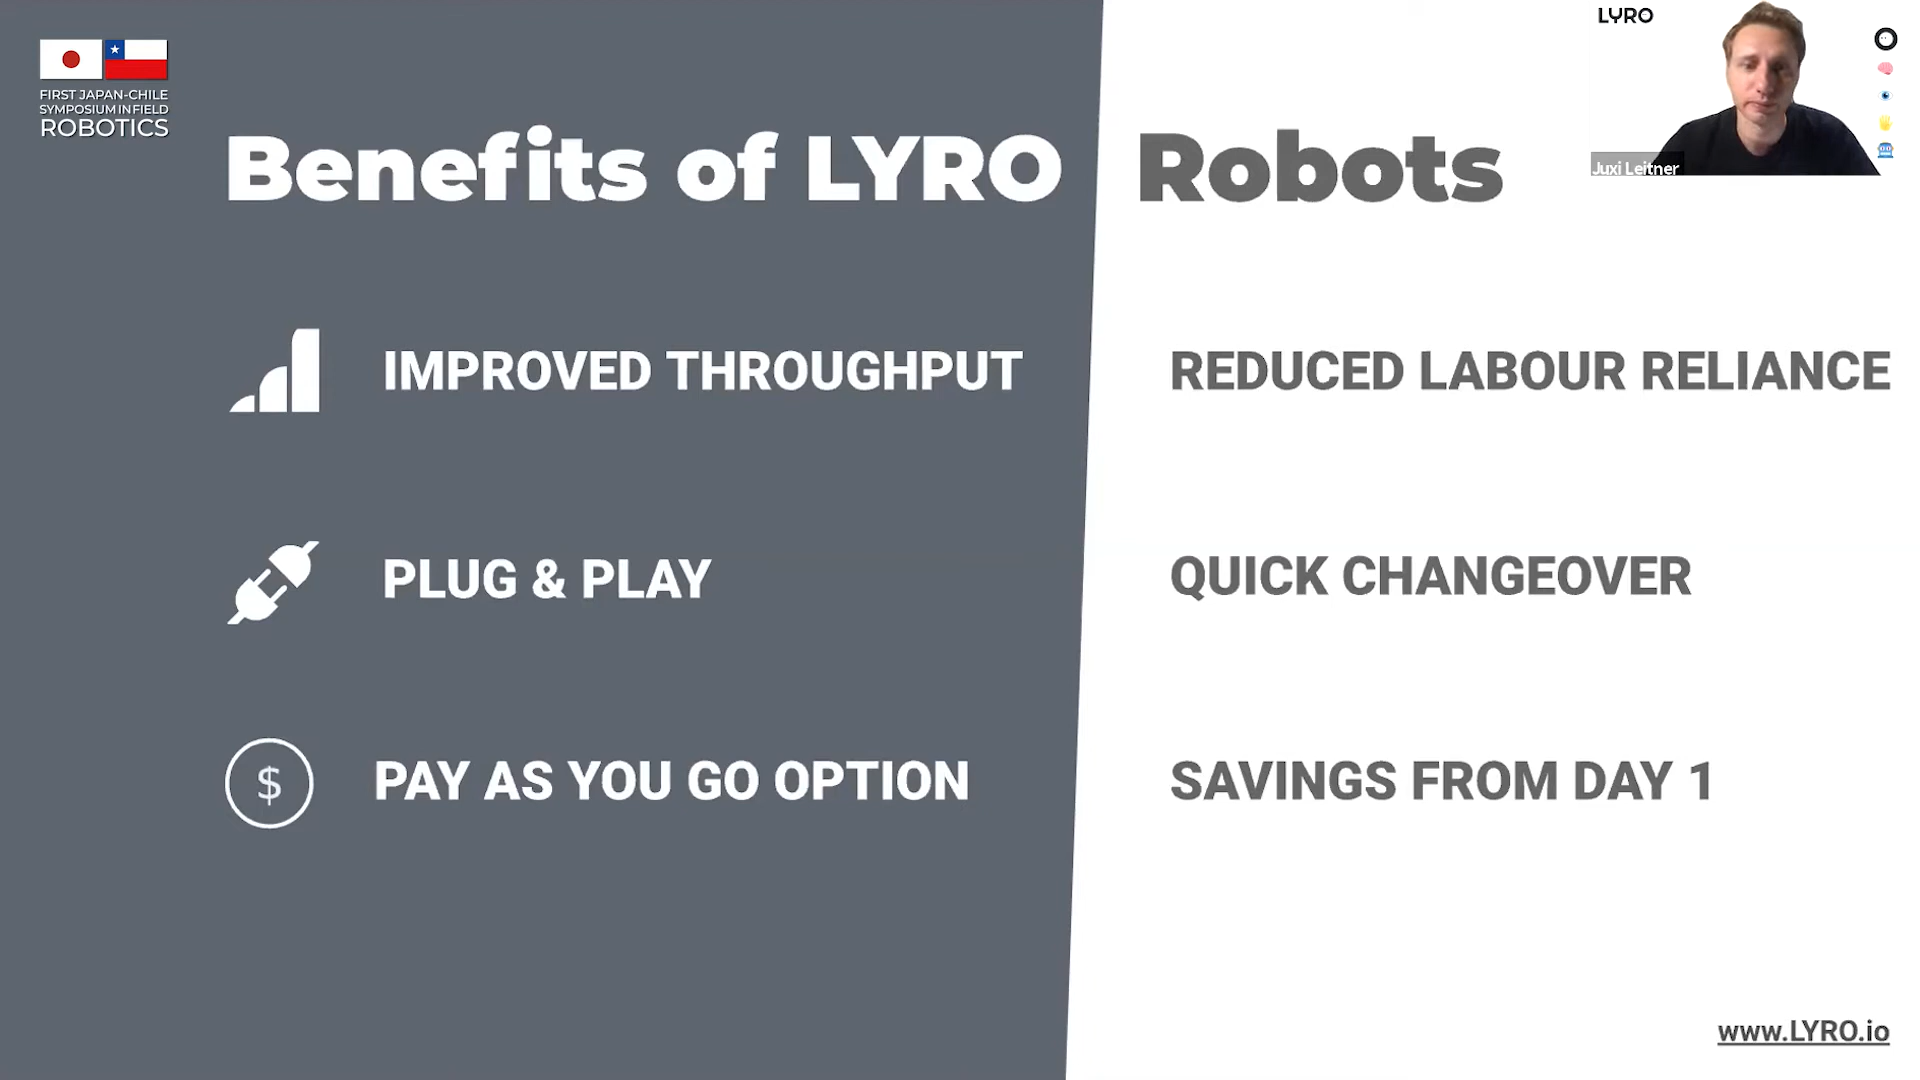 FIRST JAPAN-CHILE
SYMPOSIUM IN FIELD
ROBOTICS
LYRO
Juxi Leitner
Benefits of LYRO Robots
IMPROVED THROUGHPUT
REDUCED LABOUR RELIANCE
PLUG & PLAY
QUICK CHANGEOVER
$
PAY AS YOU GO OPTION
SAVINGS FROM DAY 1
www.LYRO.io